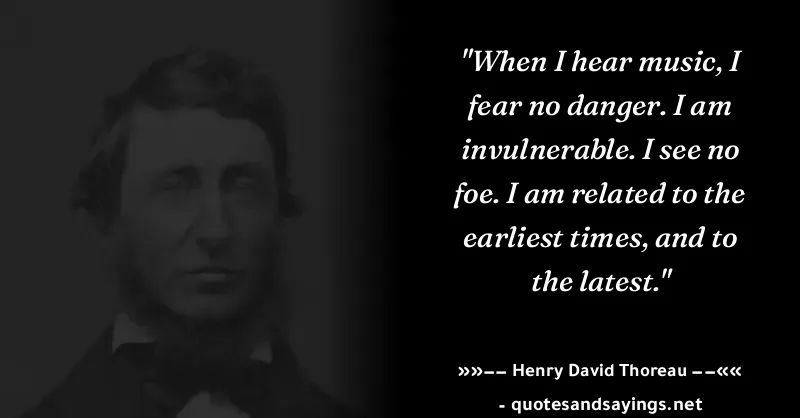 "When I hear music, I
fear no danger. I am
invulnerable. I see no
foe. I am related to the
earliest times, and to
the latest."
»»–– Henry David Thoreau ––««
- quotesandsayings.net